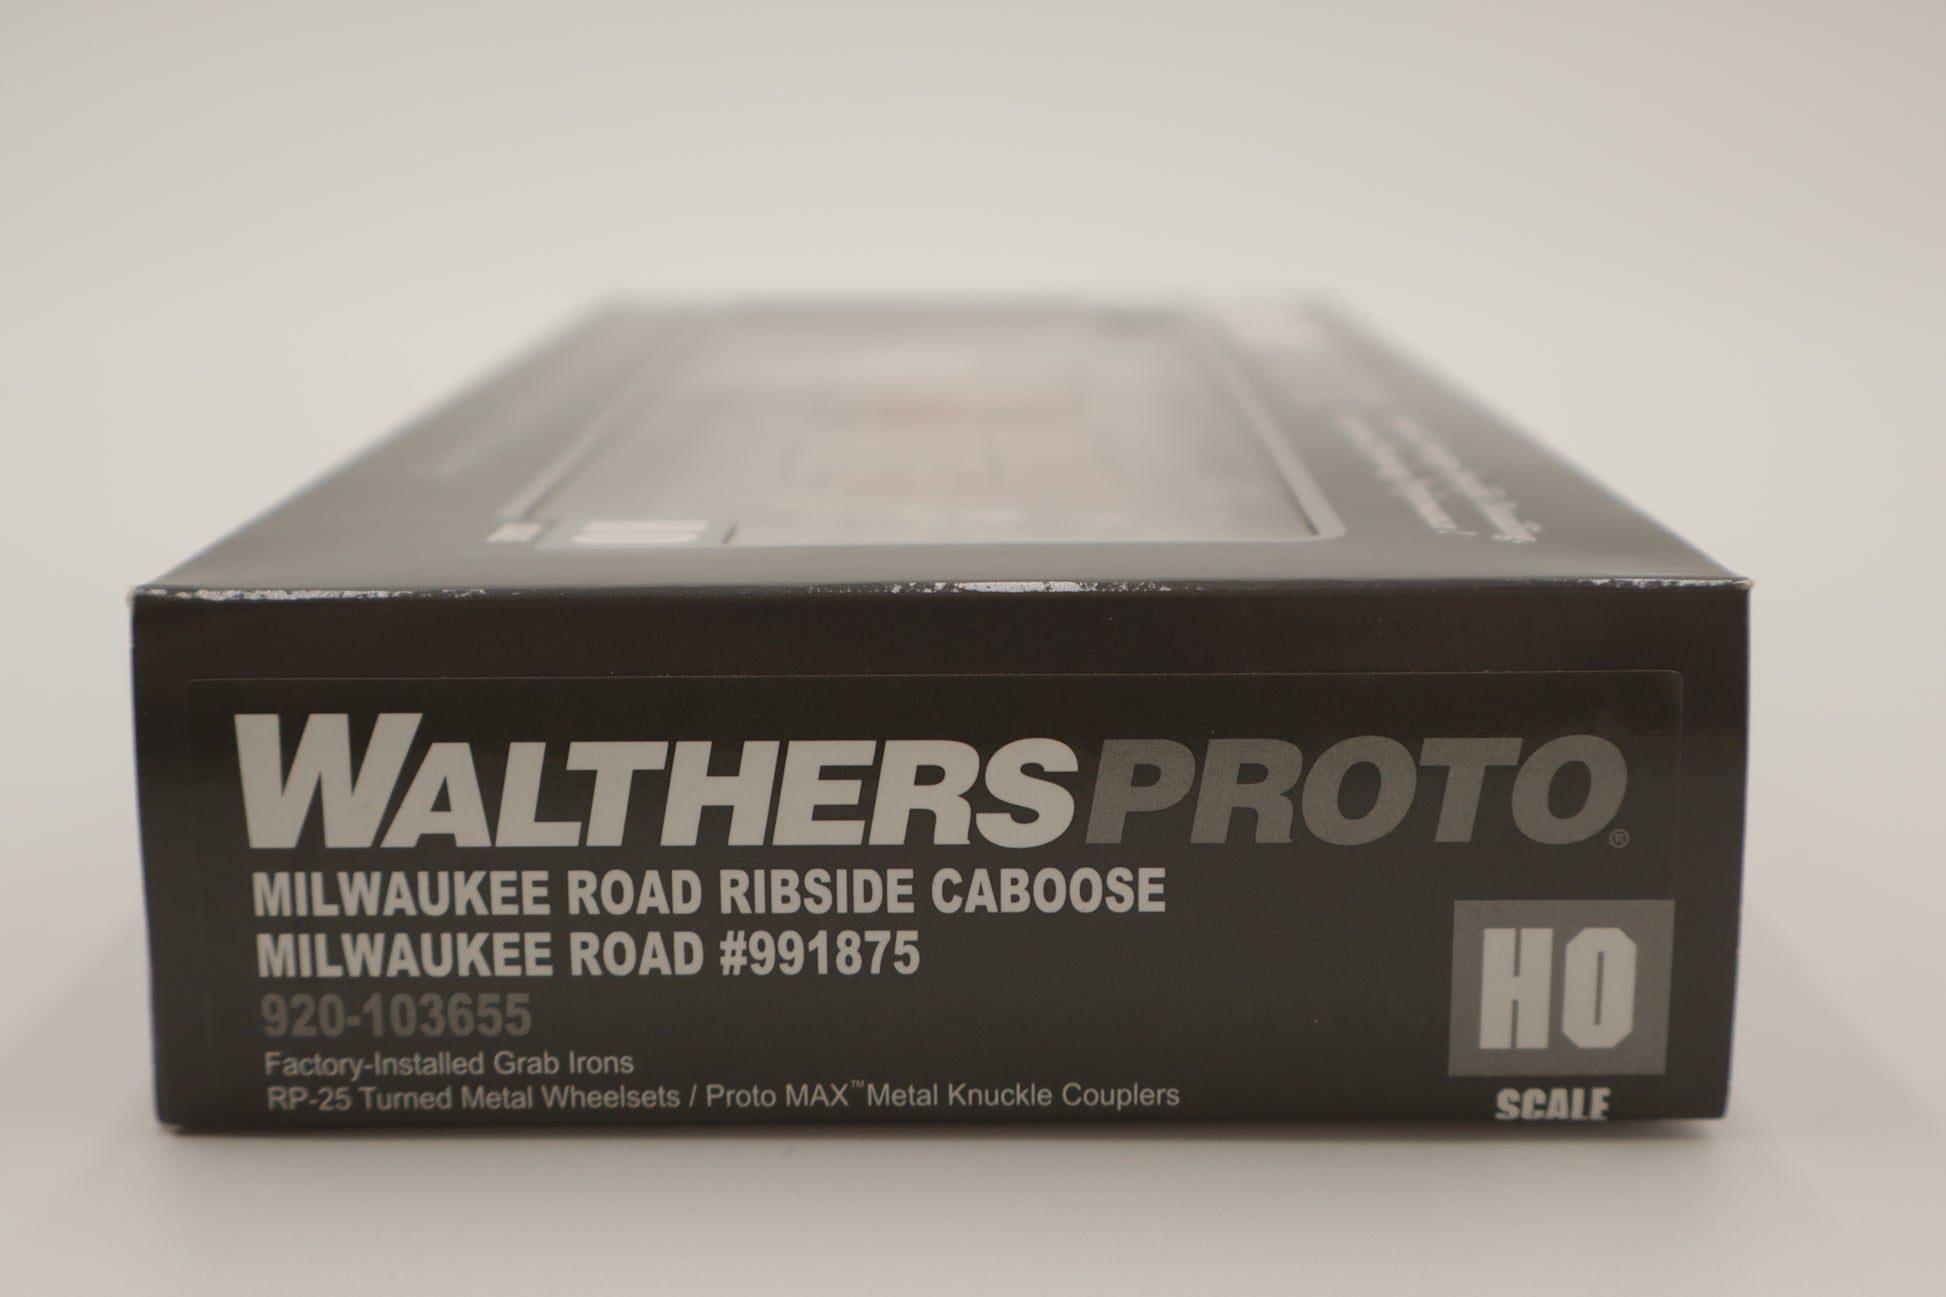 WALTHERSPROTO®
MILWAUKEE ROAD RIBSIDE CABOOSE
MILWAUKEE ROAD #991875
920-103655
Factory-Installed Grab Irons
RP-25 Turned Metal Wheelsets / Proto MAX™ Metal Knuckle Couplers
HO
SCALE